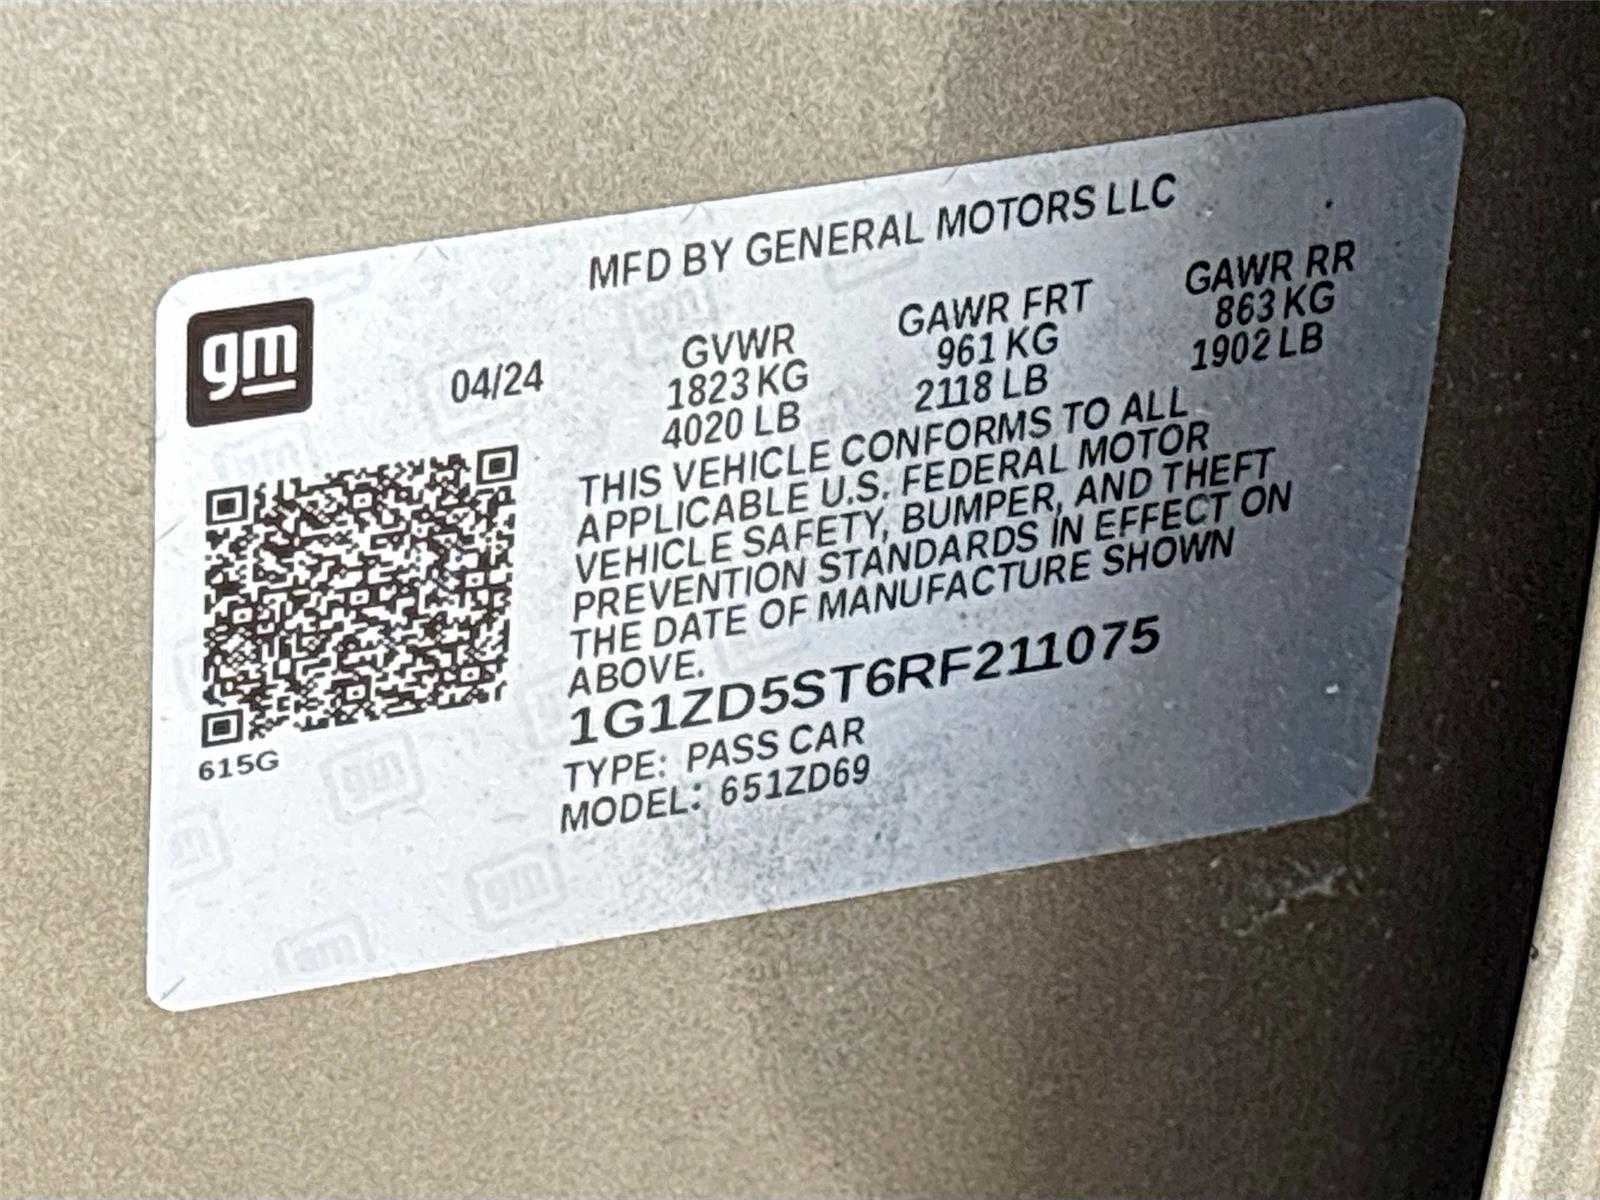 MFD BY GENERAL MOTORS LLC
gm
04/24
GVWR
1823 KG
4020 LB
GAWR FRT
961 KG
2118 LB
GAWR RR
863 KG
1902 LB
THIS VEHICLE CONFORMS TO ALL
APPLICABLE U.S. FEDERAL MOTOR
VEHICLE SAFETY, BUMPER, AND THEFT
PREVENTION STANDARDS IN EFFECT ON
THE DATE OF MANUFACTURE SHOWN
ABOVE.
1G1ZD5ST6RF211075
TYPE: PASS CAR
MODEL: 651ZD69
615G